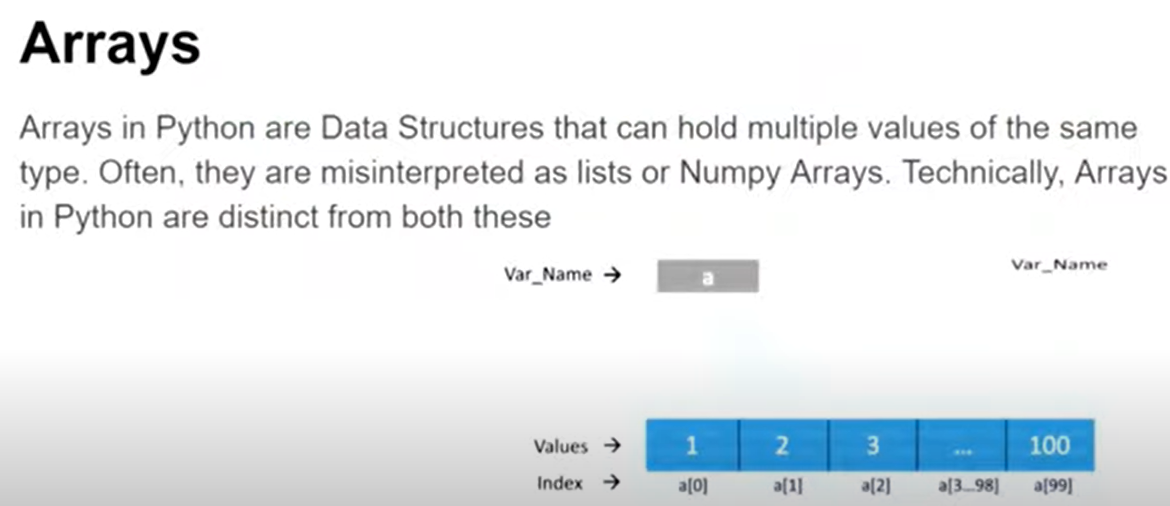 Arrays
Arrays in Python are Data Structures that can hold multiple values of the same
type. Often, they are misinterpreted as lists or Numpy Arrays. Technically, Arrays
in Python are distinct from both these
Var_Name → a Var_Name
Values → 1 2 3 ... 100
Index → a[0] a[1] a[2] a[3...98] a[99]